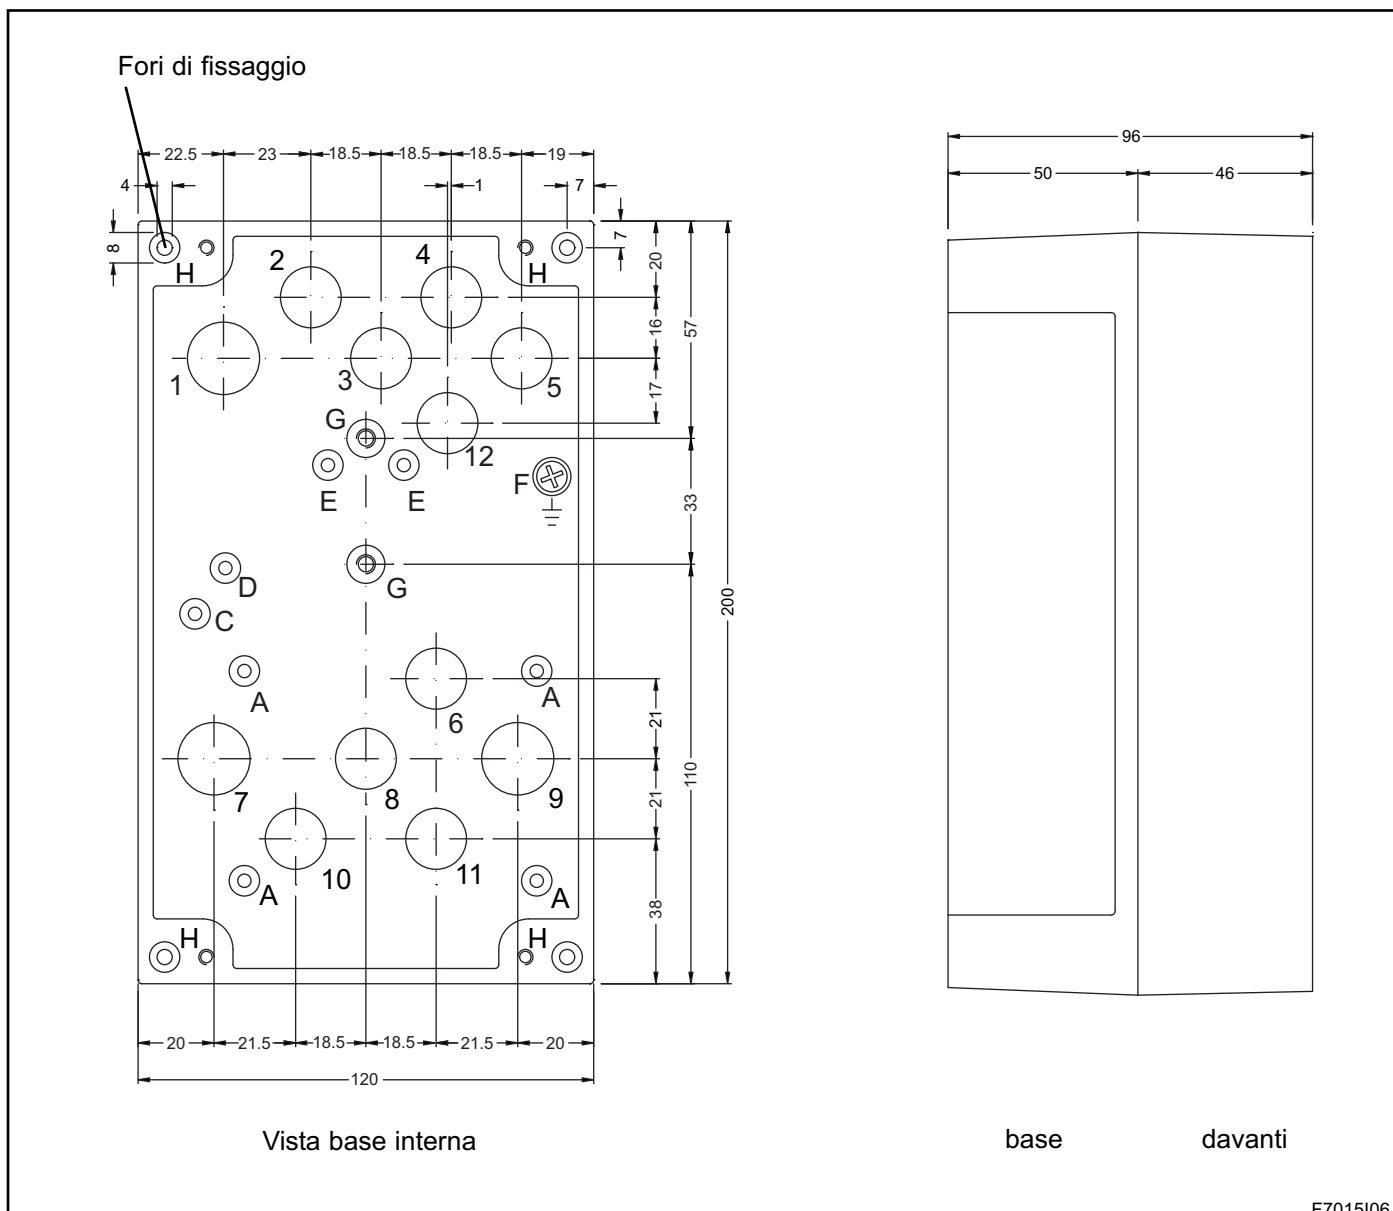 Fori di fissaggio
22.5 23 18.5 18.5 18.5 19
4 1 7
8 7
H H
2 4
20
16
57
1 3 5
17
G
12
E E F
33
D G
C
200
A A
6
21
7 8 9
110
21
10 11
A A
38
H H
20 21.5 18.5 18.5 21.5 20
120
Vista base interna
96
50 46
base davanti
F7015I06